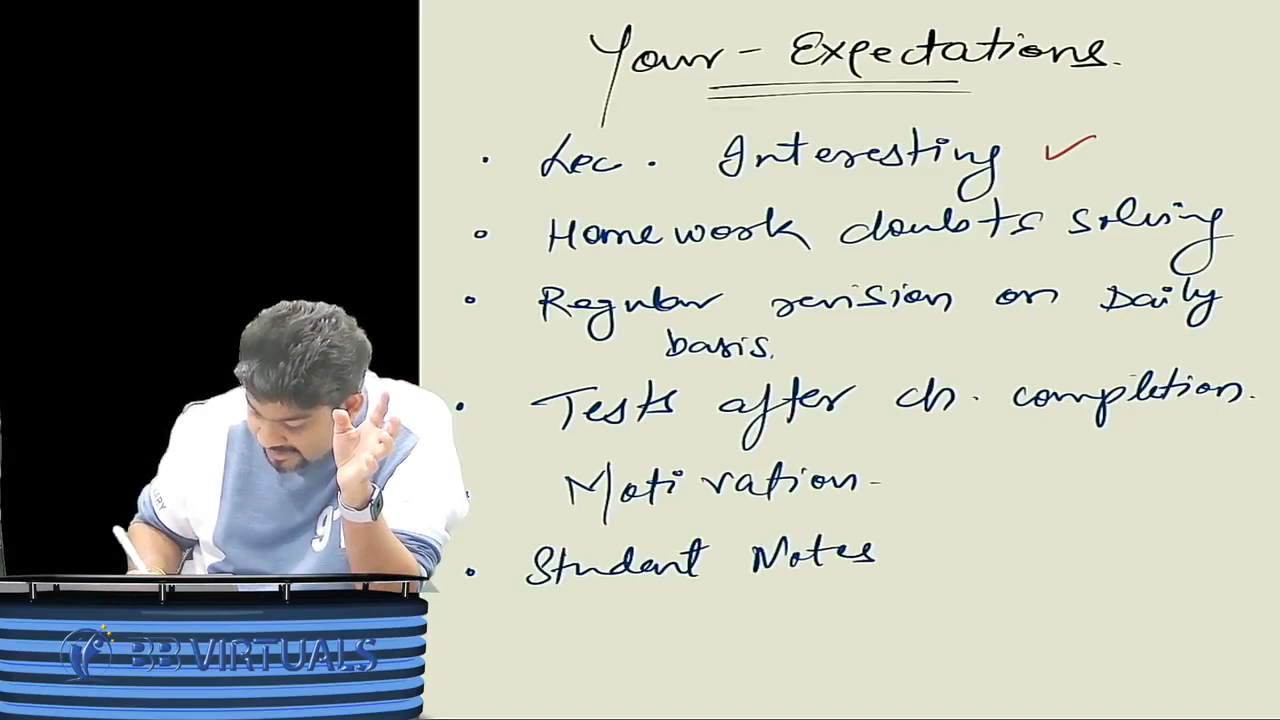 Your - Expectations.
• Lec. Interesting ✓
• Homework doubts solving
• Regular revision on Daily
basis.
• Tests after ch. completion.
• Motivation-
• Student Notes
97
BB VIRTUALS